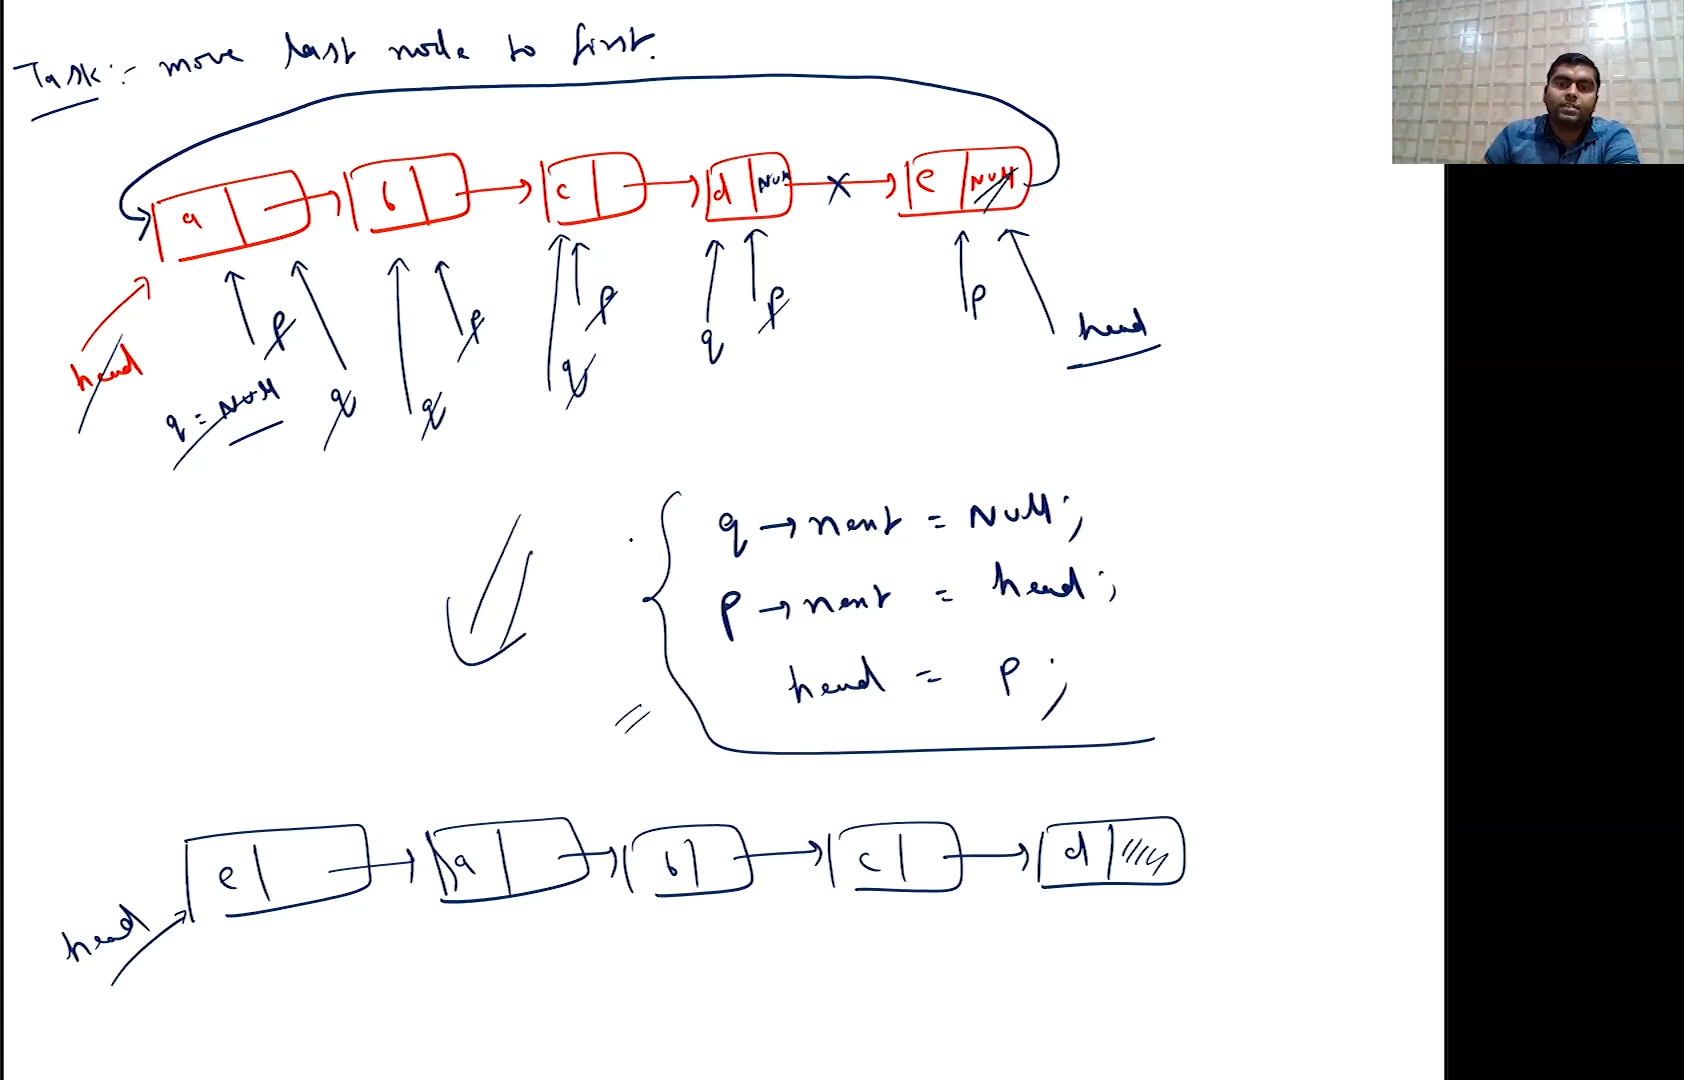 Task:- move last node to first.
a b c d NULL e NULL
head p p p q p p head
q = NULL q q q
q → next = NULL;
p → next = head;
head = p;
e a b c d
head